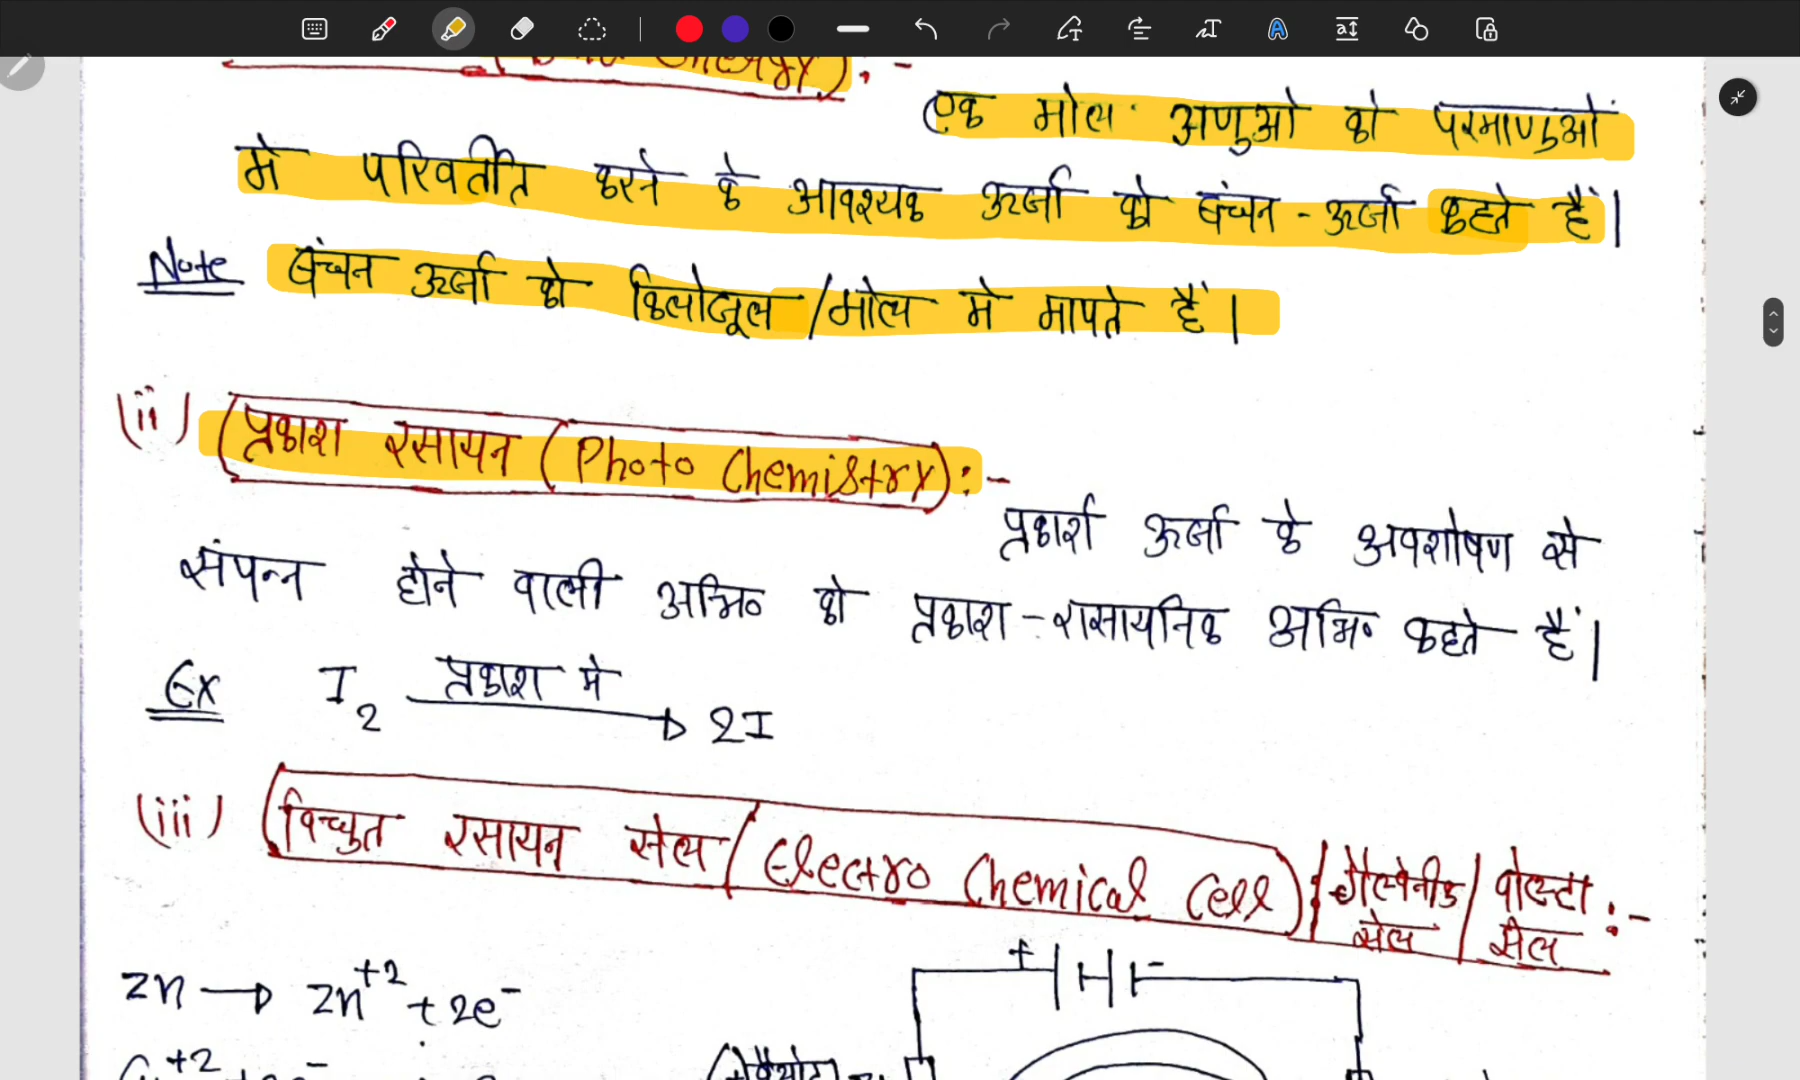 (Bond Energy) : -
एक मोल अणुओ को परमाणुओं
मे परिवर्तीत करने के आवश्यक ऊर्जा को बंधन - ऊर्जा कहते हैं।
Note बंधन ऊर्जा को किलोजूल /मोल मे मापते हैं।
(ii) प्रकाश रसायन (Photo Chemistry) : -
प्रकाश ऊर्जा के अवशोषण से
संपन्न होने वाली अभि० को प्रकाश - रासायनिक अभि० कहते हैं।
Ex I₂ प्रकाश मे → 2I
(iii) विद्युत रसायन सेल / Electro Chemical Cell / गैल्वेनीक सेल / वोल्टा सेल : -
Zn → Zn⁺² + 2e⁻
+ -